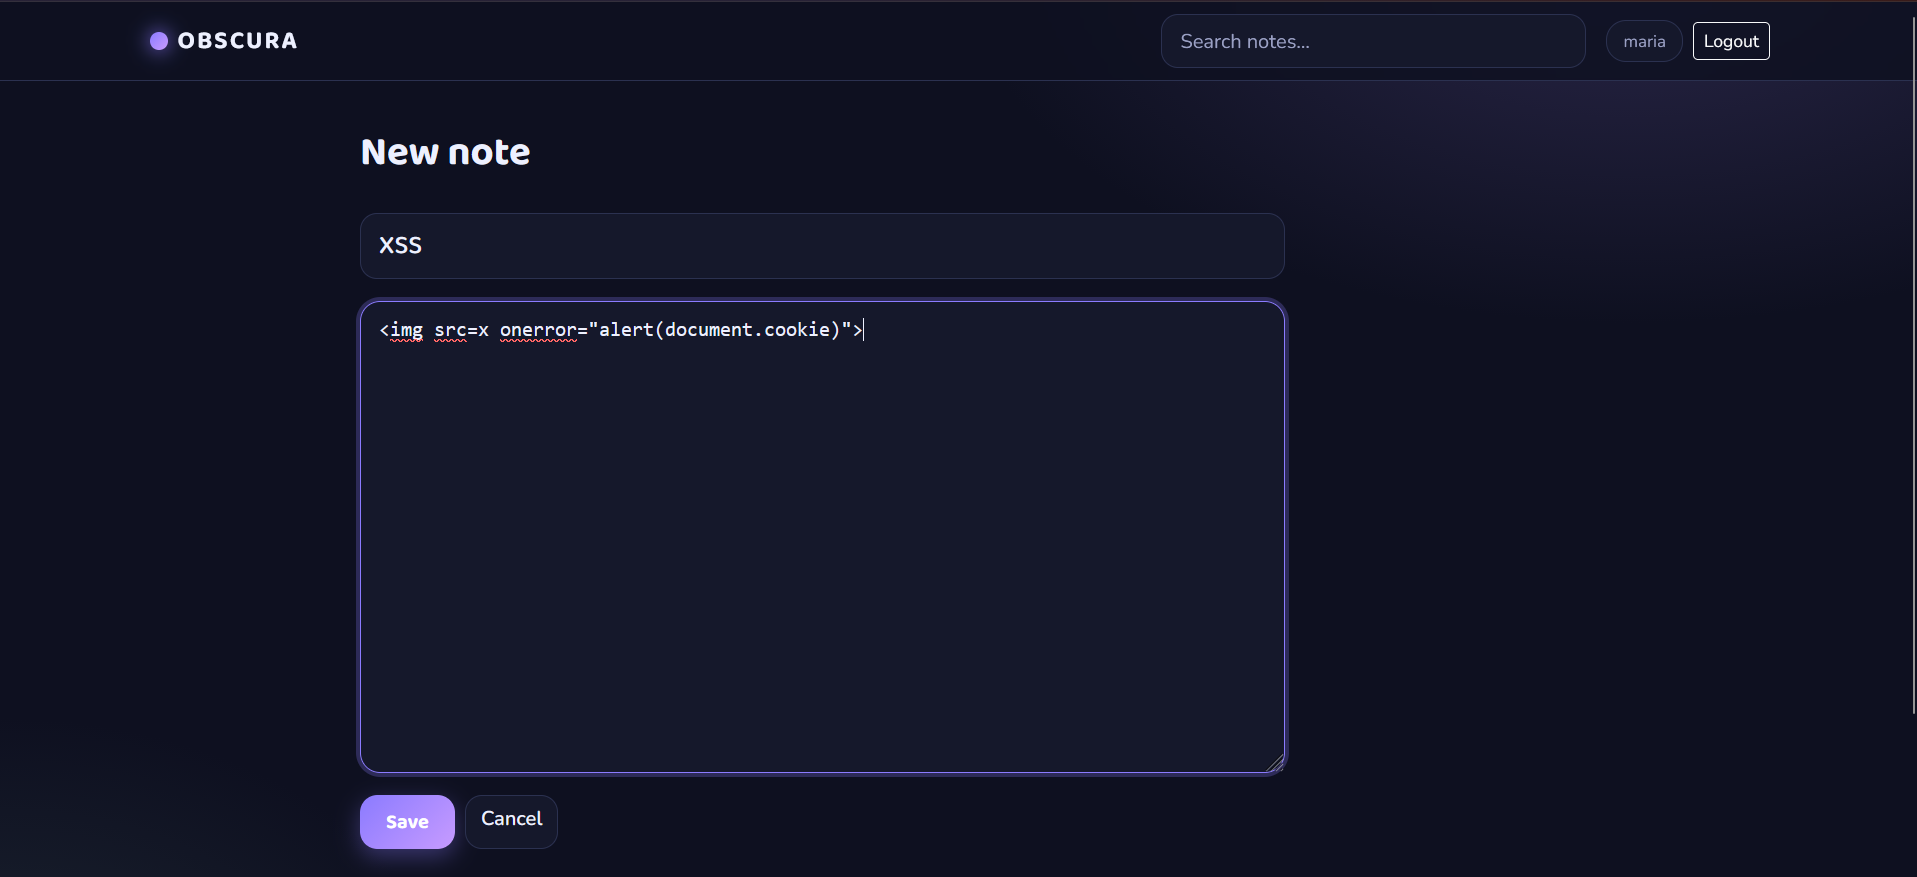 OBSCURA
Search notes...
maria
Logout
New note
XSS
<img src=x onerror="alert(document.cookie)">
Save
Cancel